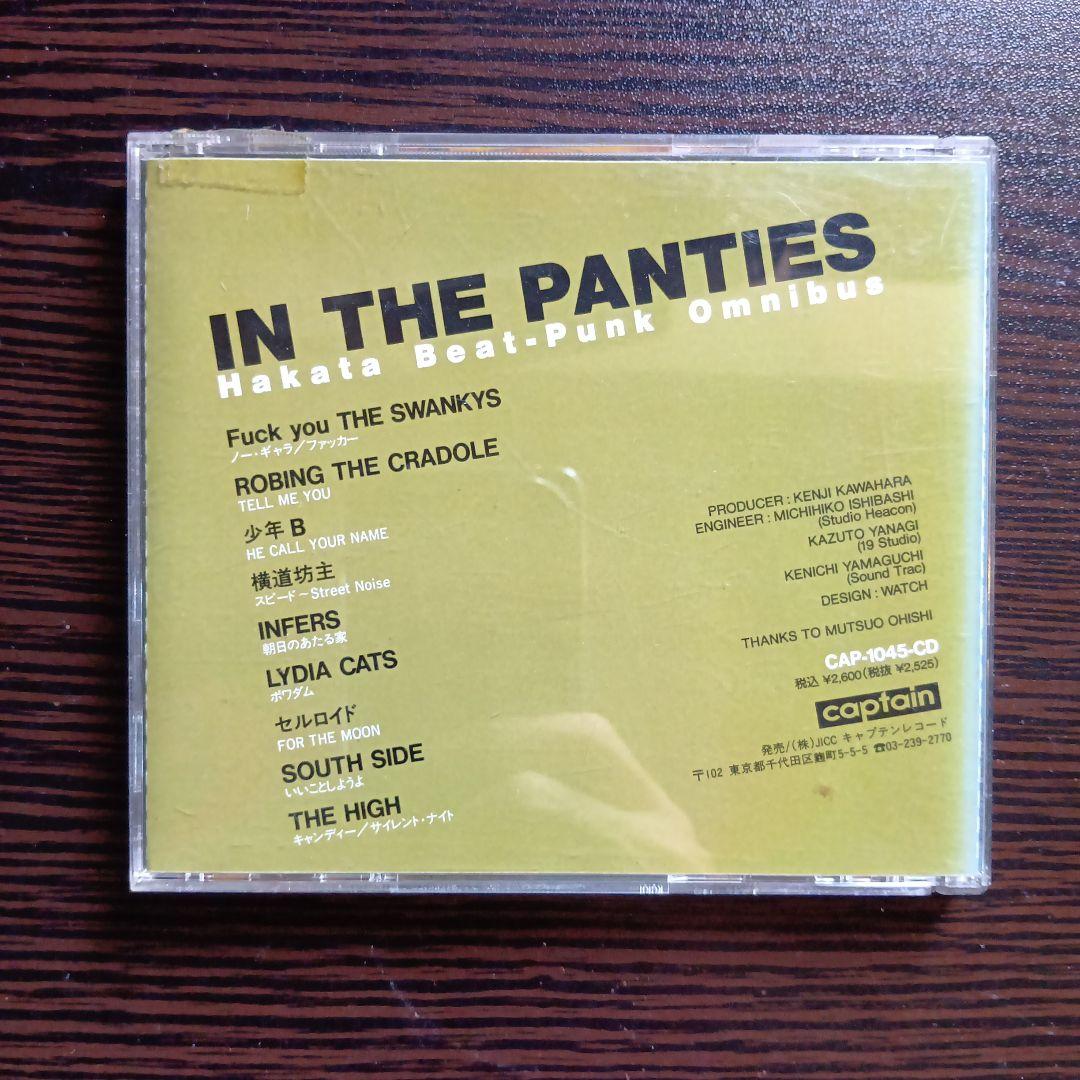 IN THE PANTIES
Hakata Beat-Punk Omnibus
Fuck you THE SWANKYS
ノー・ギャラ/ファッカー
ROBING THE CRADOLE
TELL ME YOU
少年 B
HE CALL YOUR NAME
横道坊主
スピード～Street Noise
INFERS
朝日のあたる家
LYDIA CATS
ボワダム
セルロイド
FOR THE MOON
SOUTH SIDE
いいことしようよ
THE HIGH
キャンディー/サイレント・ナイト
PRODUCER : KENJI KAWAHARA
ENGINEER : MICHIHIKO ISHIBASHI
(Studio Heacon)
KAZUTO YANAGI
(19 Studio)
KENICHI YAMAGUCHI
(Sound Trac)
DESIGN : WATCH
THANKS TO MUTSUO OHISHI
CAP-1045-CD
税込 ¥2,600(税抜 ¥2,525)
captain
発売/(株)JICC キャプテンレコード
〒102 東京都千代田区麹町5-5-5 ☎03-239-2770